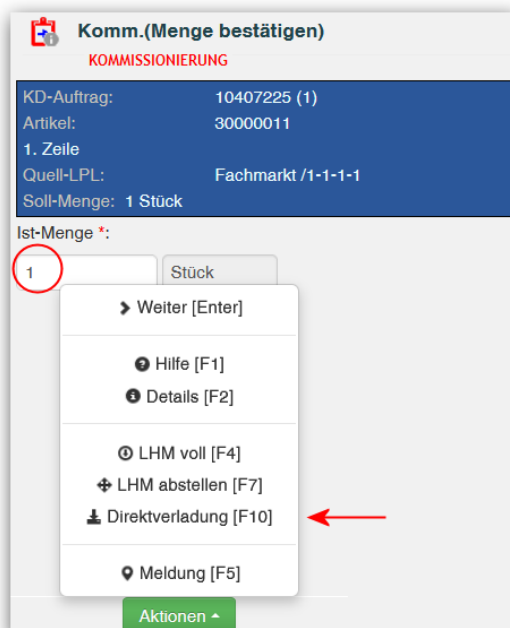 Komm.(Menge bestätigen)
KOMMISSIONIERUNG
KD-Auftrag: 10407225 (1)
Artikel: 30000011
1. Zeile
Quell-LPL: Fachmarkt /1-1-1-1
Soll-Menge: 1 Stück
Ist-Menge *:
1 Stück
Weiter [Enter]
Hilfe [F1]
Details [F2]
LHM voll [F4]
LHM abstellen [F7]
Direktverladung [F10]
Meldung [F5]
Aktionen